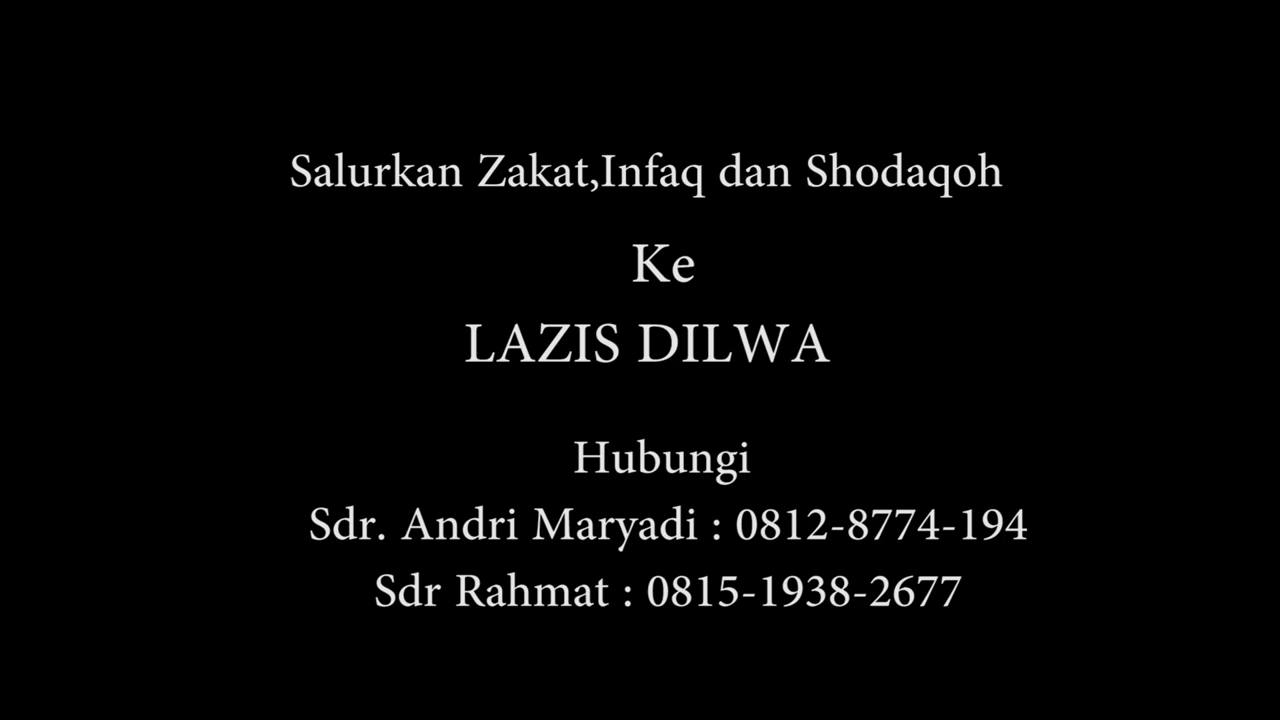 Salurkan Zakat,Infaq dan Shodaqoh
Ke
LAZIS DILWA
Hubungi
Sdr. Andri Maryadi : 0812-8774-194
Sdr Rahmat : 0815-1938-2677